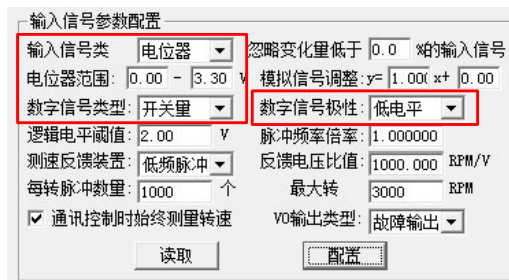 输入信号参数配置
输入信号类 电位器 忽略变化量低于 0.0 %的输入信号
电位器范围: 0.00 - 3.30 V 模拟信号调整:y= 1.00( x+ 0.00
数字信号类型: 开关量 数字信号极性: 低电平
逻辑电平阈值: 2.00 V 脉冲频率倍率: 1.000000
测速反馈装置: 低频脉冲 反馈电压比值: 1000.000 RPM/V
每转脉冲数量: 1000 个 最大转 3000 RPM
通讯控制时始终测量转速 VO输出类型: 故障输出
读取 配置